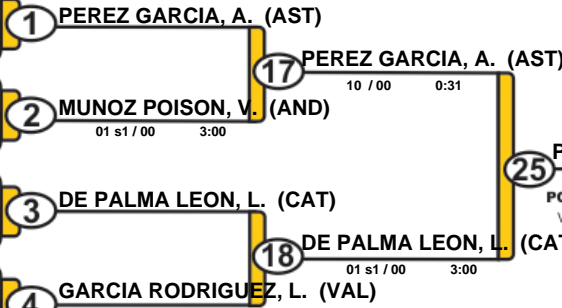 1 PEREZ GARCIA, A. (AST)
17 PEREZ GARCIA, A. (AST)
10 / 00 0:31
2 MUNOZ POISON, V. (AND)
01 s1 / 00 3:00
25
3 DE PALMA LEON, L. (CAT)
18 DE PALMA LEON, L. (CAT
01 s1 / 00 3:00
4 GARCIA RODRIGUEZ, L. (VAL)